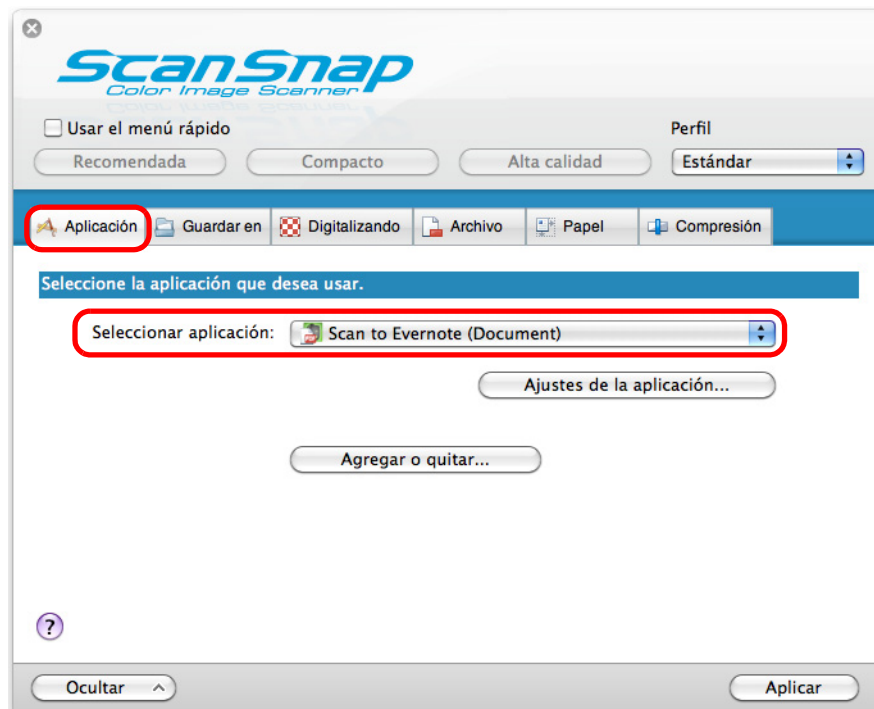 ScanSnap
Color Image Scanner
Usar el menú rápido
Perfil
Recomendada Compacto Alta calidad Estándar
Aplicación Guardar en Digitalizando Archivo Papel Compresión
Seleccione la aplicación que desea usar.
Seleccionar aplicación: Scan to Evernote (Document)
Ajustes de la aplicación...
Agregar o quitar...
?
Ocultar Aplicar